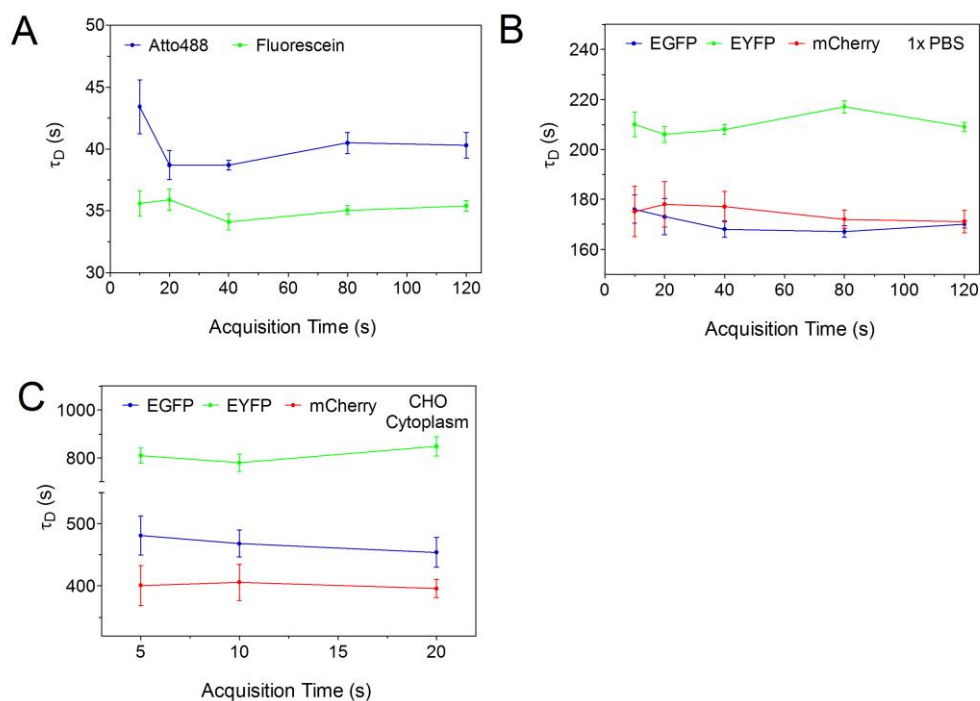 A
Atto488 Fluorescein
50
45
40
35
30
τD (s)
0 20 40 60 80 100 120
Acquisition Time (s)
B
EGFP EYFP mCherry 1x PBS
250
220
200
180
160
τD (s)
0 20 40 60 80 100 120
Acquisition Time (s)
C
EGFP EYFP mCherry CHO
Cytoplasm
1000
800
500
400
τD (s)
5 10 15 20
Acquisition Time (s)